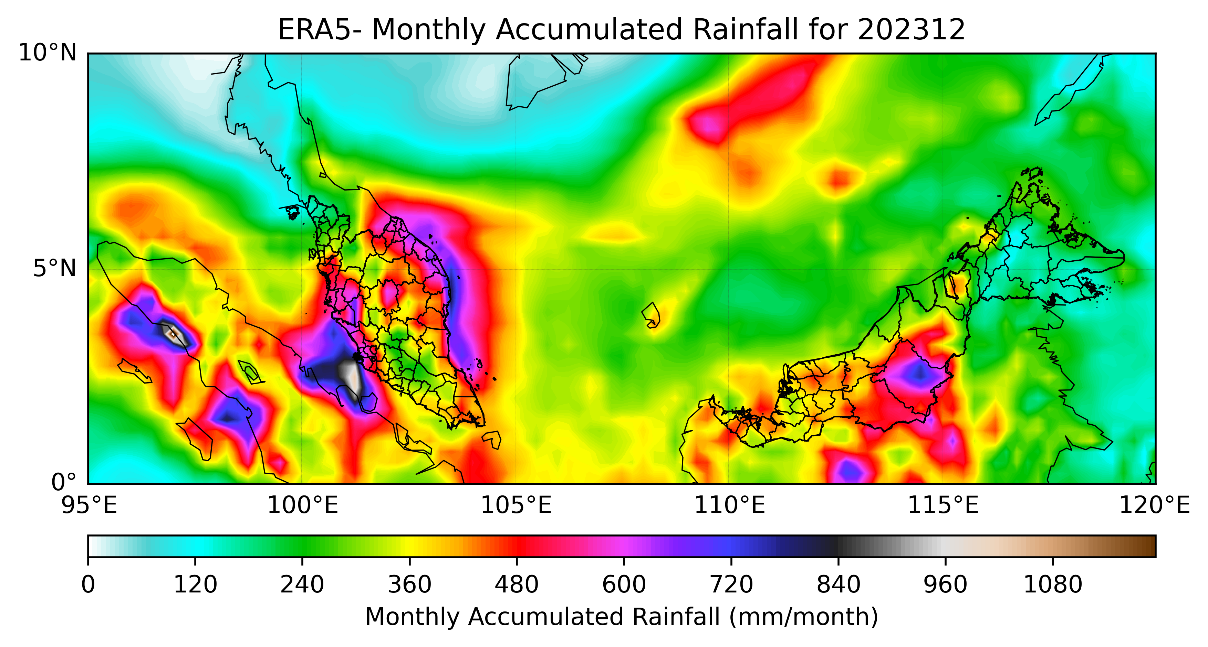 ERA5- Monthly Accumulated Rainfall for 202312
10°N
5°N
0°
95°E 100°E 105°E 110°E 115°E 120°E
0 120 240 360 480 600 720 840 960 1080
Monthly Accumulated Rainfall (mm/month)